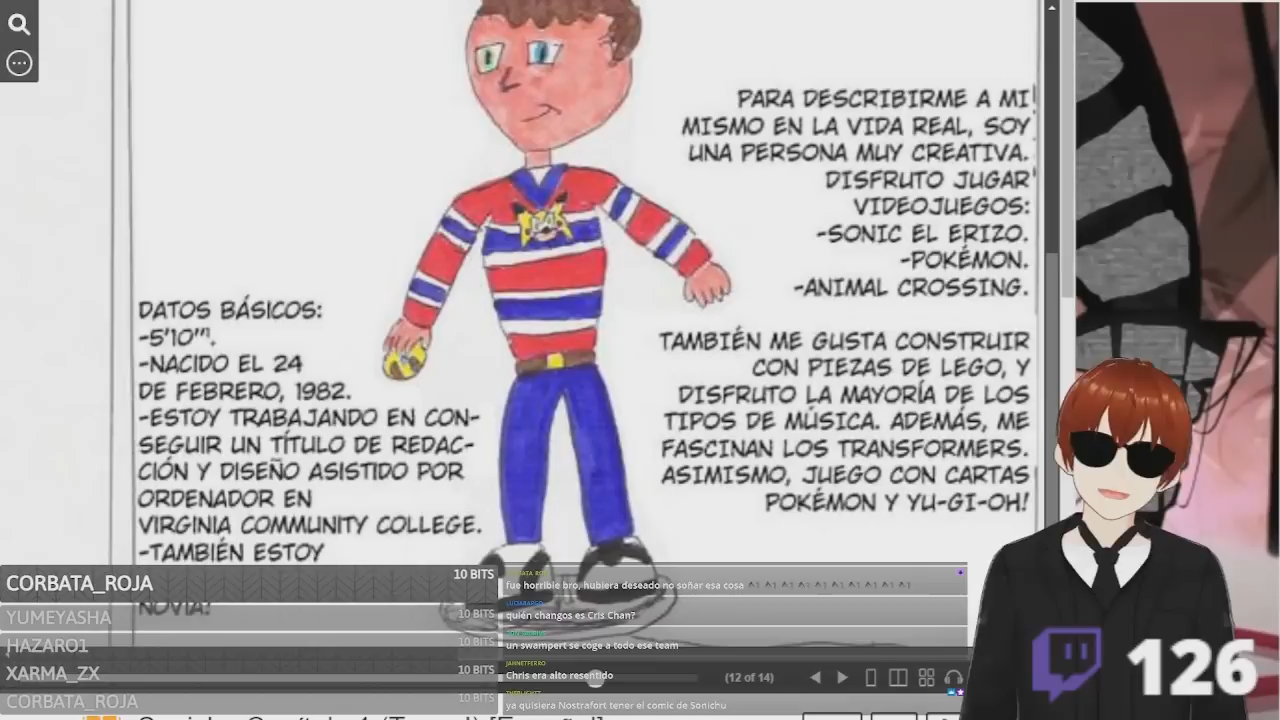 PARA DESCRIBIRME A MI
MISMO EN LA VIDA REAL, SOY
UNA PERSONA MUY CREATIVA.
DISFRUTO JUGAR
VIDEOJUEGOS:
-SONIC EL ERIZO.
-POKÉMON.
-ANIMAL CROSSING.
TAMBIÉN ME GUSTA CONSTRUIR
CON PIEZAS DE LEGO, Y
DISFRUTO LA MAYORÍA DE LOS
TIPOS DE MÚSICA. ADEMÁS, ME
FASCINAN LOS TRANSFORMERS.
ASIMISMO, JUEGO CON CARTAS
POKÉMON Y YU-GI-OH!
DATOS BÁSICOS:
-5'10"[1].
-NACIDO EL 24
DE FEBRERO, 1982.
-ESTOY TRABAJANDO EN CON-
SEGUIR UN TÍTULO DE REDAC-
CIÓN Y DISEÑO ASISTIDO POR
ORDENADOR EN
VIRGINIA COMMUNITY COLLEGE.
-TAMBIÉN ESTOY
NOVIA!
CORBATA_ROJA 10 BITS
YUMEYASHA 10 BITS
HAZARO1 10 BITS
XARMA_ZX 10 BITS
CORBATA_ROJA 10 BITS
fue horrible bro, hubiera deseado no soñar esa cosa
quién changos es Cris Chan?
un swampert se coge a todo ese team
JAHNETFERRO
Chris era alto resentido
ya quisiera Nostrafort tener el comic de Sonichu
(12 of 14)
126